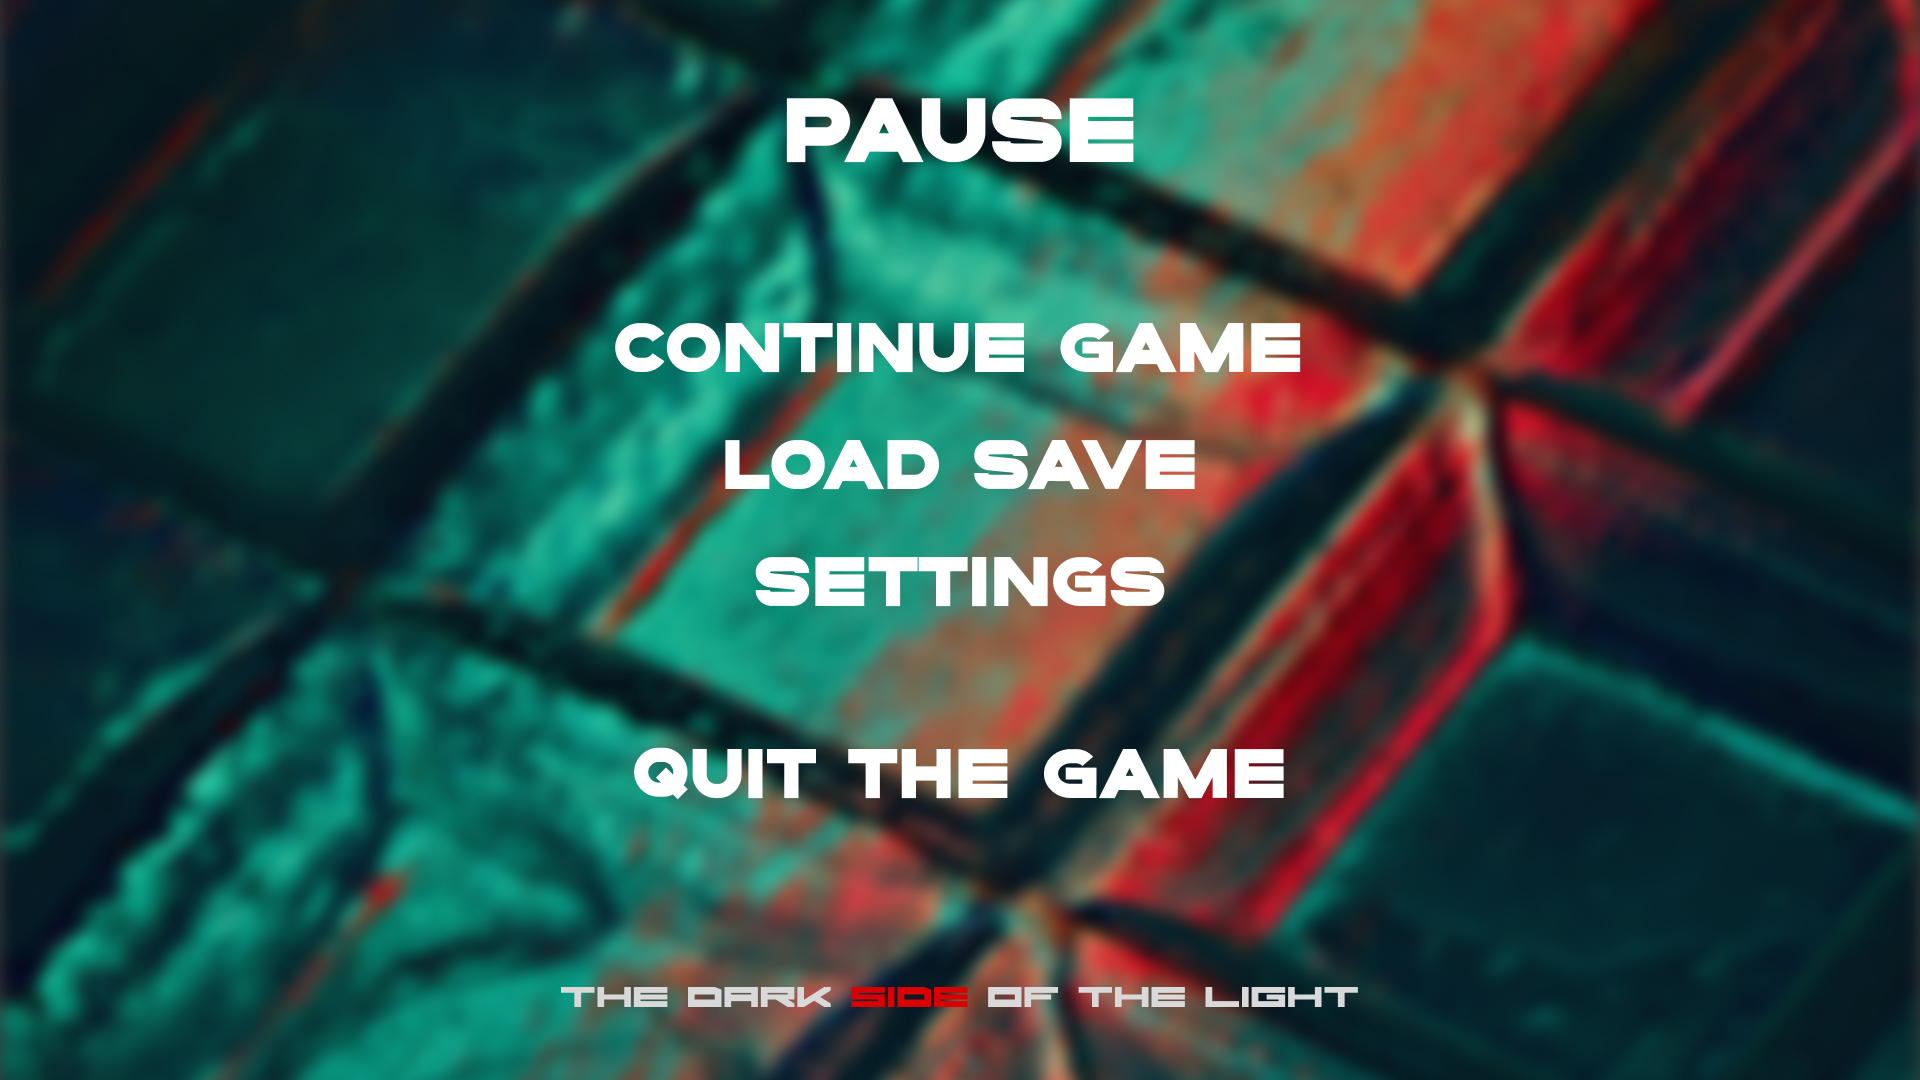 PAUSE
CONTINUE GAME
LOAD SAVE
SETTINGS
QUIT THE GAME
THE DARK SIDE OF THE LIGHT